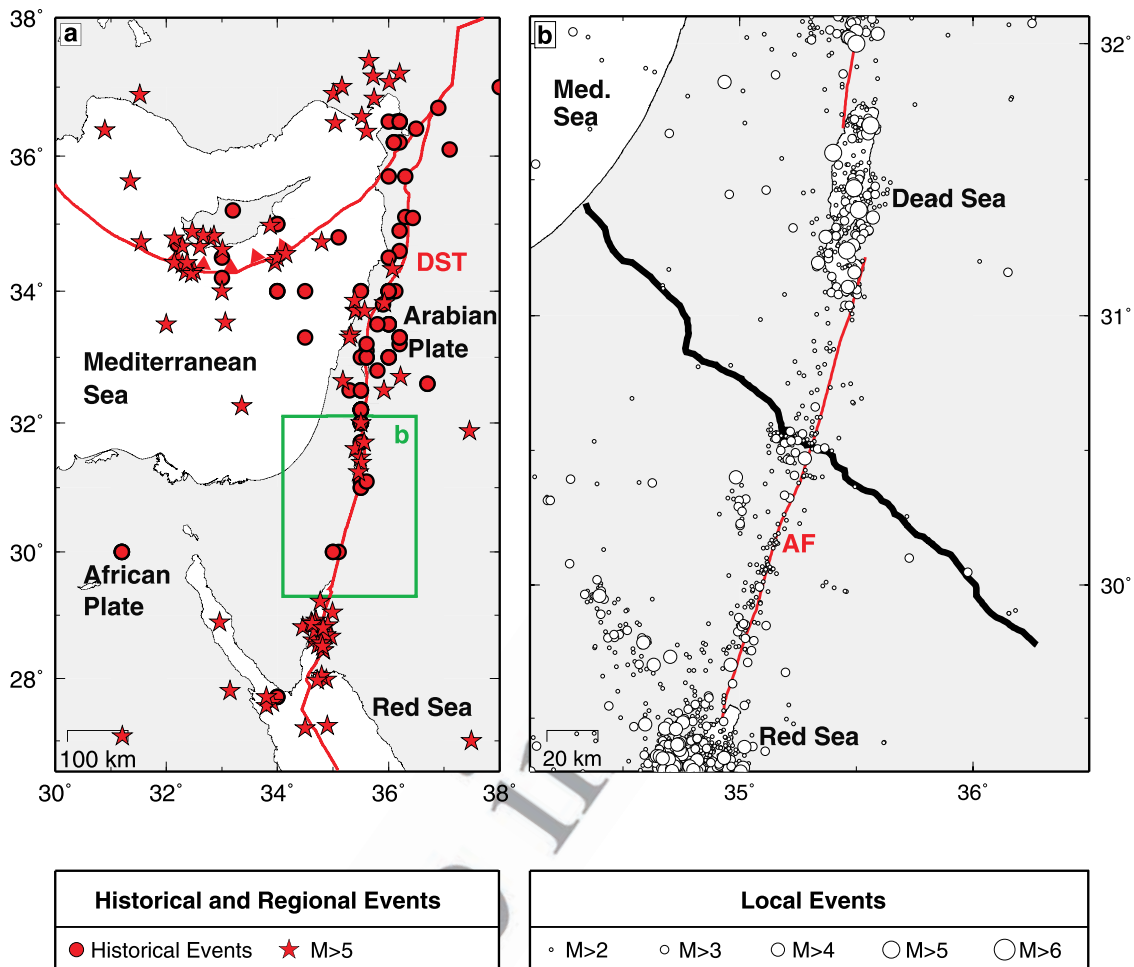 a
b
38°
36°
34°
32°
30°
28°
30
32
34
36
38
DST
Arabian
Plate
Mediterranean
Sea
b
African
Plate
Red Sea
100 km
Med.
Sea
Dead Sea
AF
Red Sea
20 km
32°
31°
30°
35°
36°
Historical and Regional Events
Historical Events
M>5
Local Events
M>2
M>3
M>4
M>5
M>6